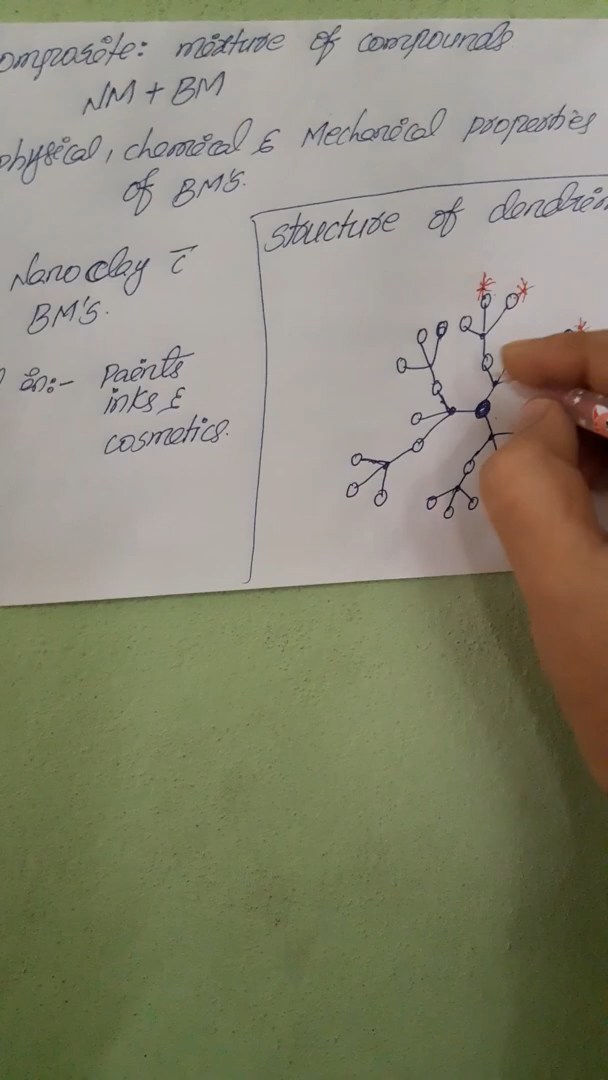 omposite: mixture of compounds
NM + BM
physical, chemical & Mechanical properties
of BM's.
Nano clay c̄
BM's.
in:- Paints
inks &
cosmetics.
structure of dendrim